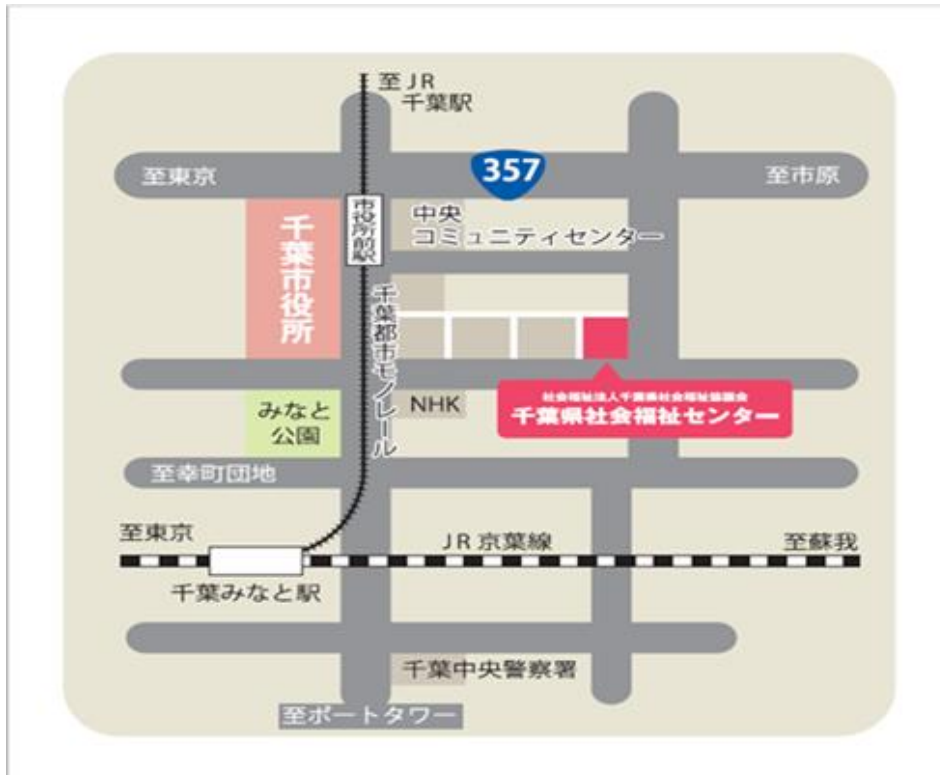 至JR
千葉駅
至東京
357
至市原
市役所前駅
中央
コミュニティセンター
千葉市役所
千葉都市モノレール
社会福祉法人千葉県社会福祉協議会
千葉県社会福祉センター
みなと
公園
NHK
至幸町団地
至東京
JR京葉線
至蘇我
千葉みなと駅
千葉中央警察署
至ポートタワー